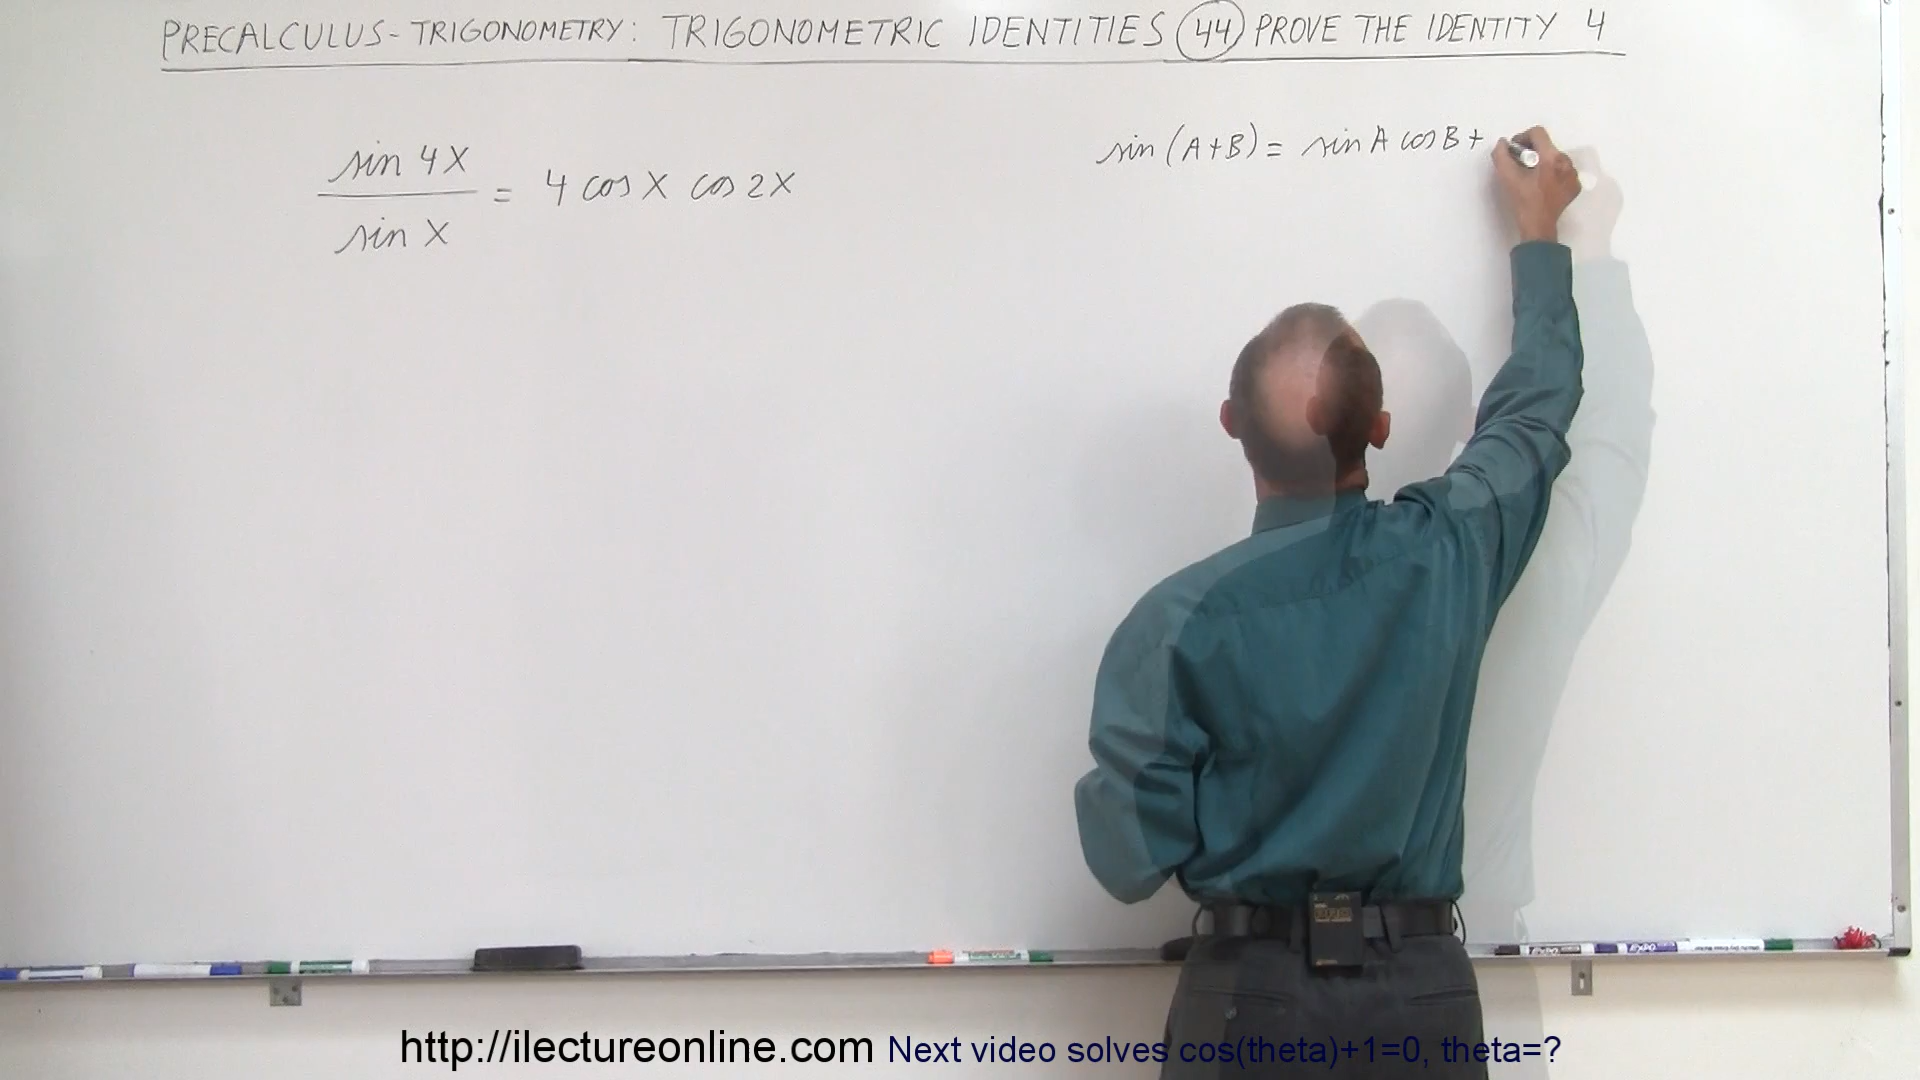 PRECALCULUS - TRIGONOMETRY: TRIGONOMETRIC IDENTITIES 44 PROVE THE IDENTITY 4
sin 4X
sin X
= 4 cos X cos 2X
sin (A+B) = sin A cos B +
http://ilectureonline.com Next video solves cos(theta)+1=0, theta=?